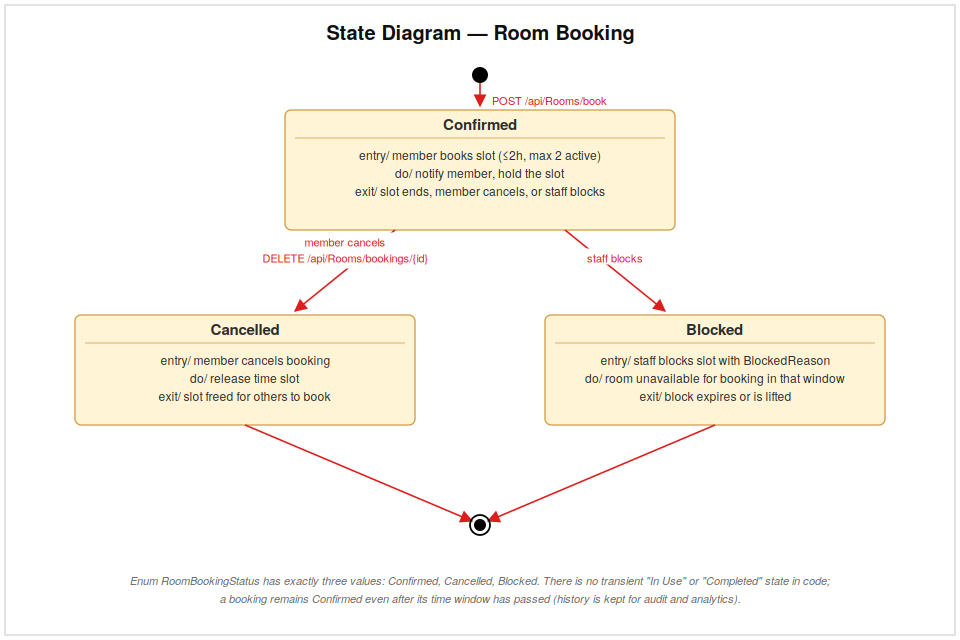 State Diagram — Room Booking
POST /api/Rooms/book
Confirmed
entry/ member books slot (≤2h, max 2 active)
do/ notify member, hold the slot
exit/ slot ends, member cancels, or staff blocks
member cancels
DELETE /api/Rooms/bookings/{id}
staff blocks
Cancelled
entry/ member cancels booking
do/ release time slot
exit/ slot freed for others to book
Blocked
entry/ staff blocks slot with BlockedReason
do/ room unavailable for booking in that window
exit/ block expires or is lifted
Enum RoomBookingStatus has exactly three values: Confirmed, Cancelled, Blocked. There is no transient "In Use" or "Completed" state in code;
a booking remains Confirmed even after its time window has passed (history is kept for audit and analytics).